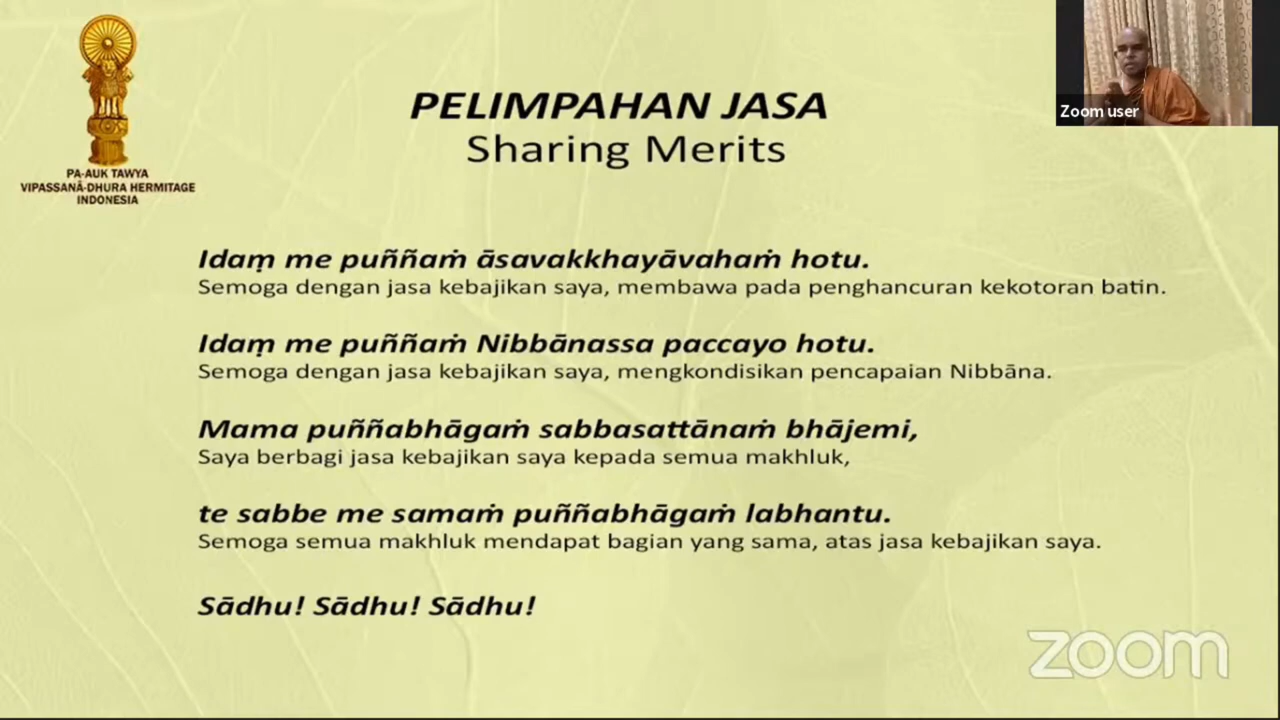 PA-AUK TAWYA
VIPASSANĀ-DHURA HERMITAGE
INDONESIA
Zoom user
PELIMPAHAN JASA
Sharing Merits
Idaṃ me puññaṁ āsavakkhayāvahaṁ hotu.
Semoga dengan jasa kebajikan saya, membawa pada penghancuran kekotoran batin.
Idaṃ me puññaṁ Nibbānassa paccayo hotu.
Semoga dengan jasa kebajikan saya, mengkondisikan pencapaian Nibbāna.
Mama puññabhāgaṁ sabbasattānaṁ bhājemi,
Saya berbagi jasa kebajikan saya kepada semua makhluk,
te sabbe me samaṁ puññabhāgaṁ labhantu.
Semoga semua makhluk mendapat bagian yang sama, atas jasa kebajikan saya.
Sādhu! Sādhu! Sādhu!
zoom